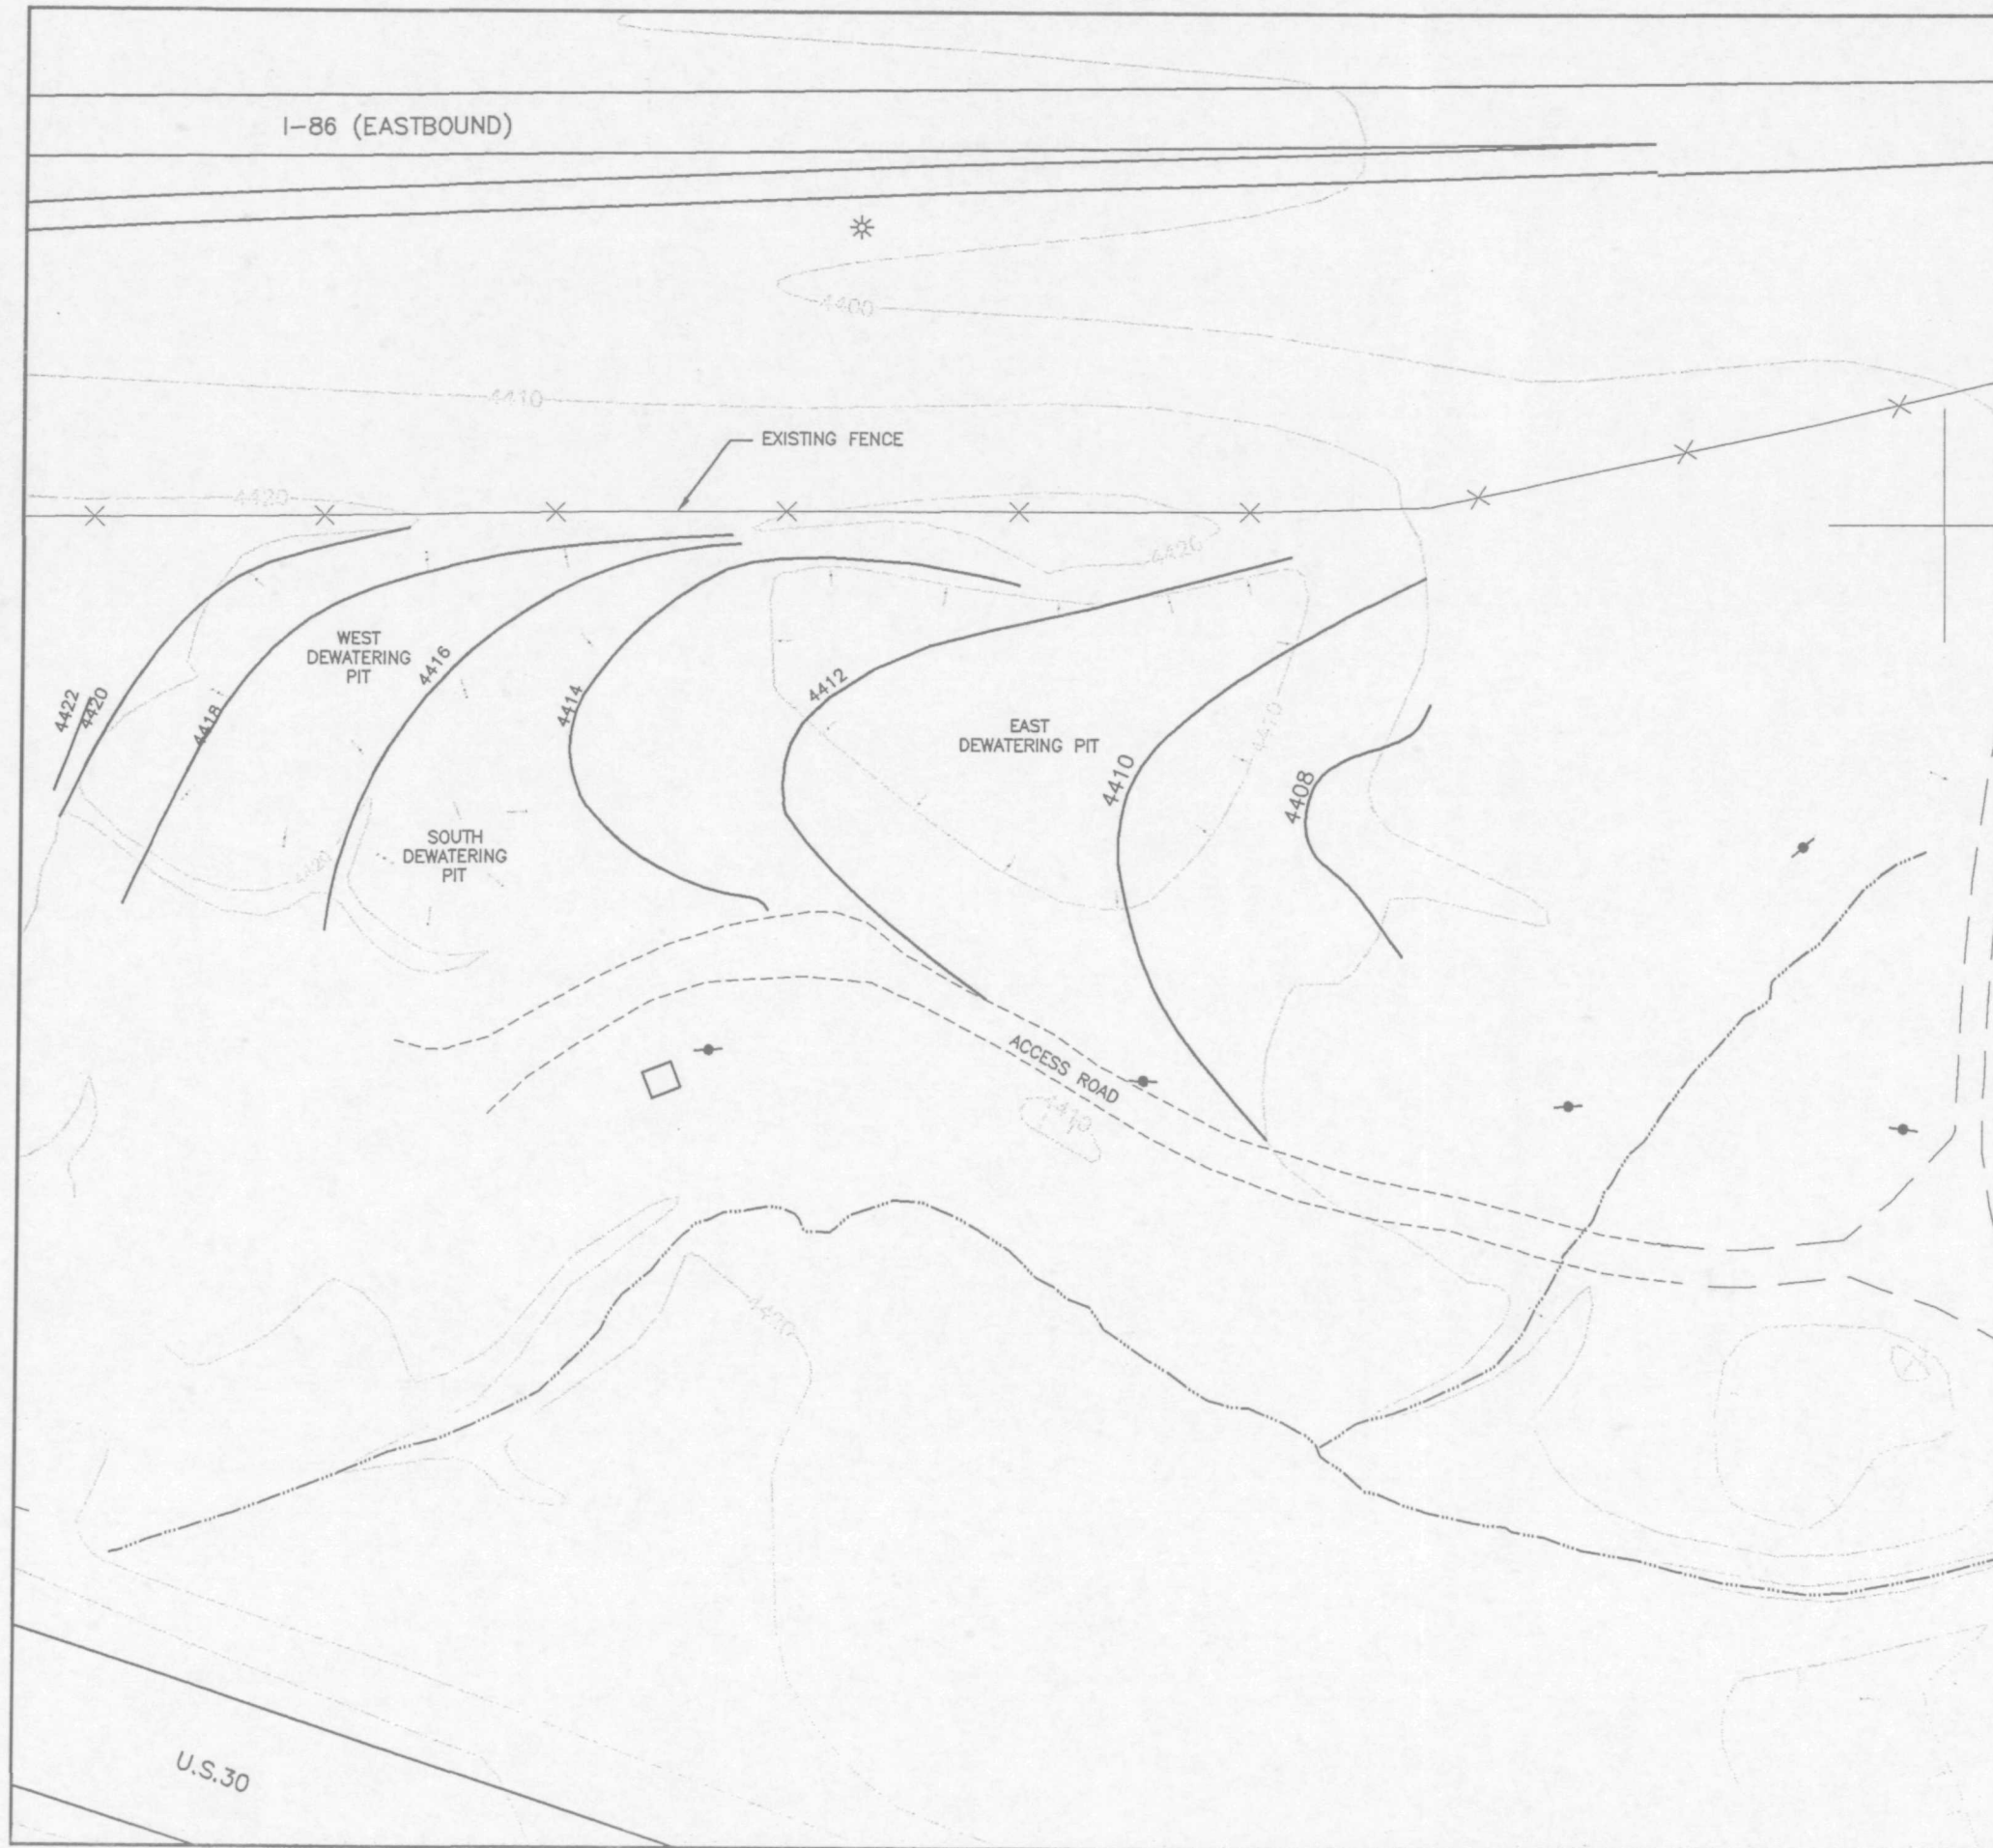 I-86 (EASTBOUND)
4400
4410
EXISTING FENCE
4420
4426
WEST
DEWATERING
PIT
4416
4422
4420
4418
4414
4412
EAST
DEWATERING PIT
4410
4410
4408
SOUTH
DEWATERING
PIT
4420
ACCESS ROAD
4410
4420
U.S.30